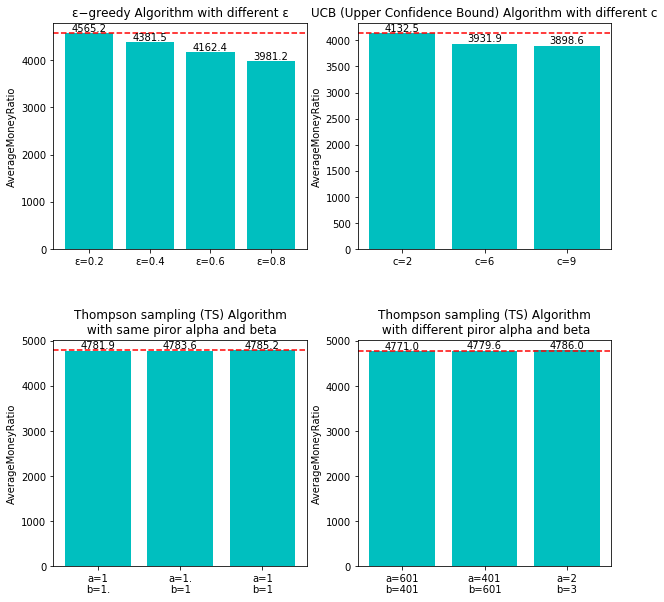 ε−greedy Algorithm with different ε
4565.2
4381.5
4162.4
3981.2
AverageMoneyRatio
4000
3000
2000
1000
0
ε=0.2
ε=0.4
ε=0.6
ε=0.8
UCB (Upper Confidence Bound) Algorithm with different c
4132.5
3931.9
3898.6
AverageMoneyRatio
4000
3500
3000
2500
2000
1500
1000
500
0
c=2
c=6
c=9
Thompson sampling (TS) Algorithm
with same piror alpha and beta
4781.9
4783.6
4785.2
AverageMoneyRatio
5000
4000
3000
2000
1000
0
a=1
b=1.
a=1.
b=1
a=1
b=1
Thompson sampling (TS) Algorithm
with different piror alpha and beta
4771.0
4779.6
4786.0
AverageMoneyRatio
5000
4000
3000
2000
1000
0
a=601
b=401
a=401
b=601
a=2
b=3